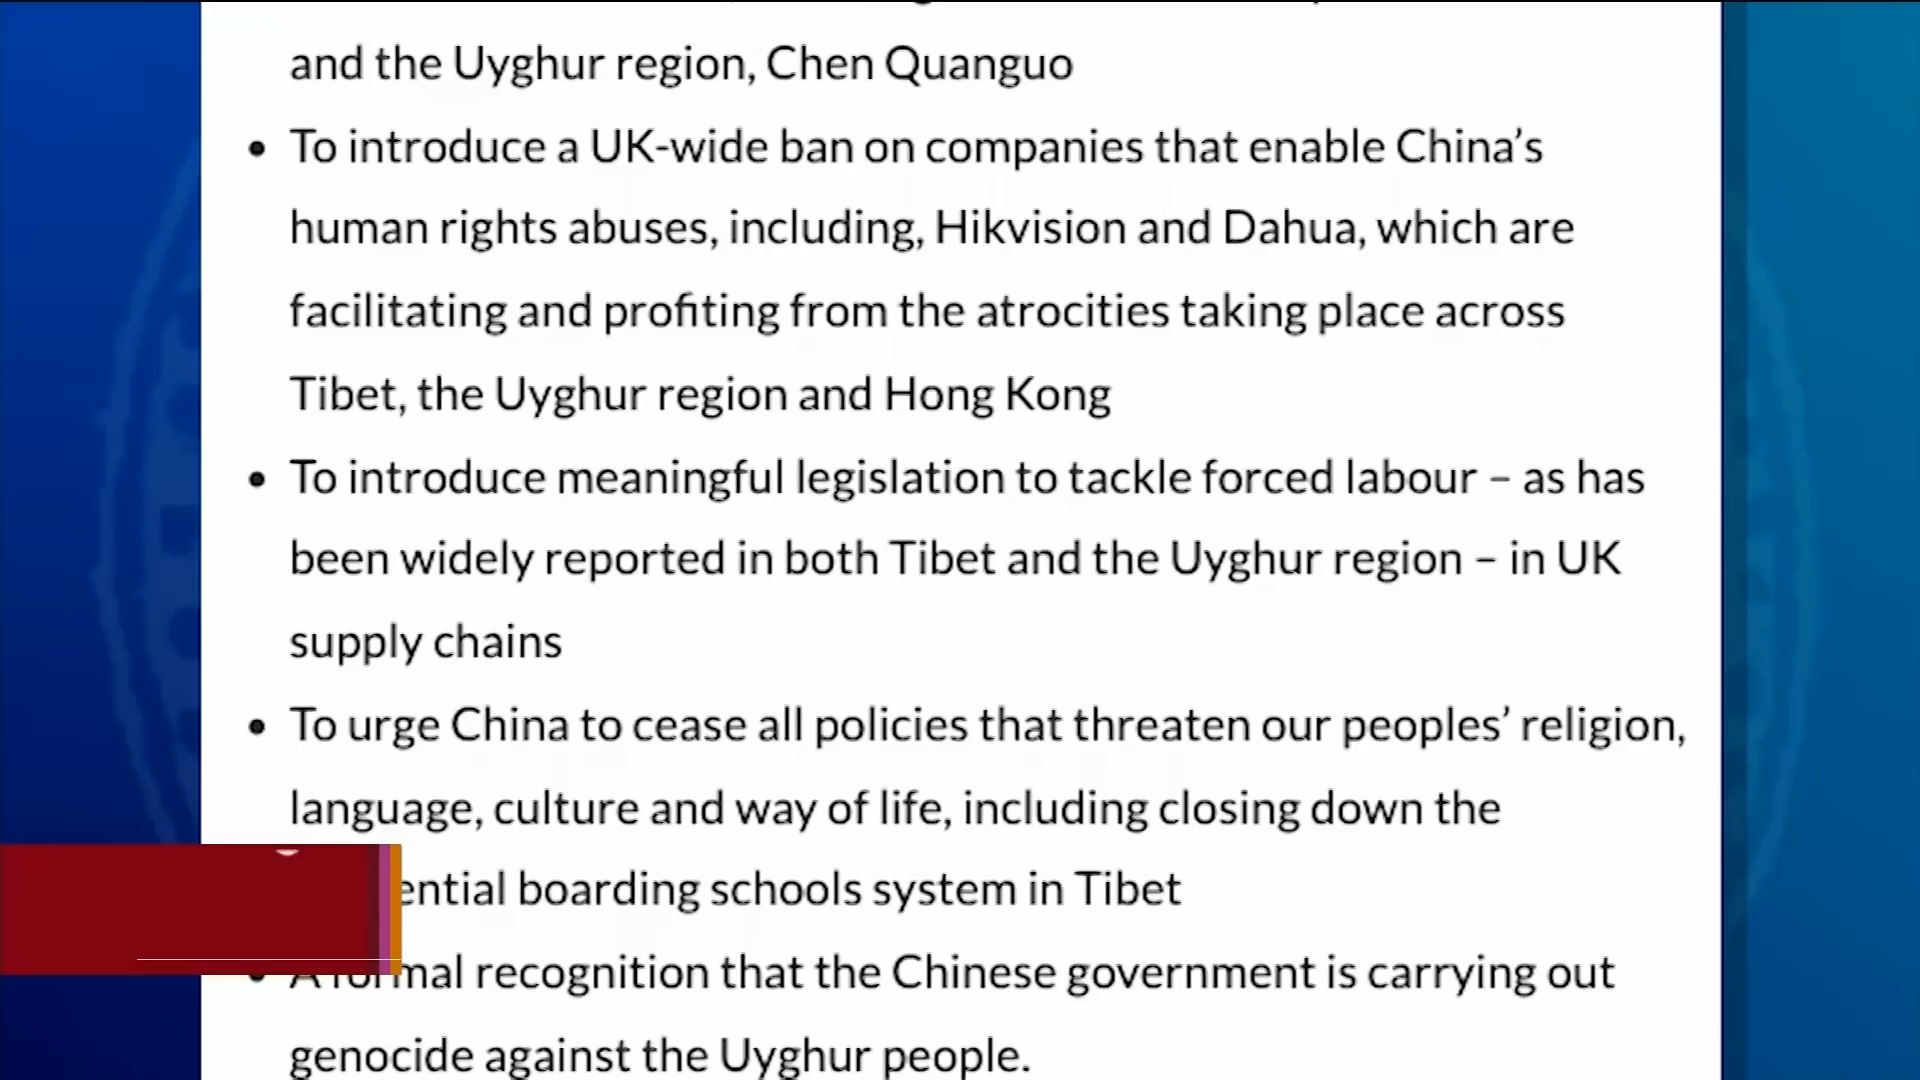 and the Uyghur region, Chen Quanguo
• To introduce a UK-wide ban on companies that enable China’s
human rights abuses, including, Hikvision and Dahua, which are
facilitating and profiting from the atrocities taking place across
Tibet, the Uyghur region and Hong Kong
• To introduce meaningful legislation to tackle forced labour – as has
been widely reported in both Tibet and the Uyghur region – in UK
supply chains
• To urge China to cease all policies that threaten our peoples’ religion,
language, culture and way of life, including closing down the
ential boarding schools system in Tibet
• A formal recognition that the Chinese government is carrying out
genocide against the Uyghur people.